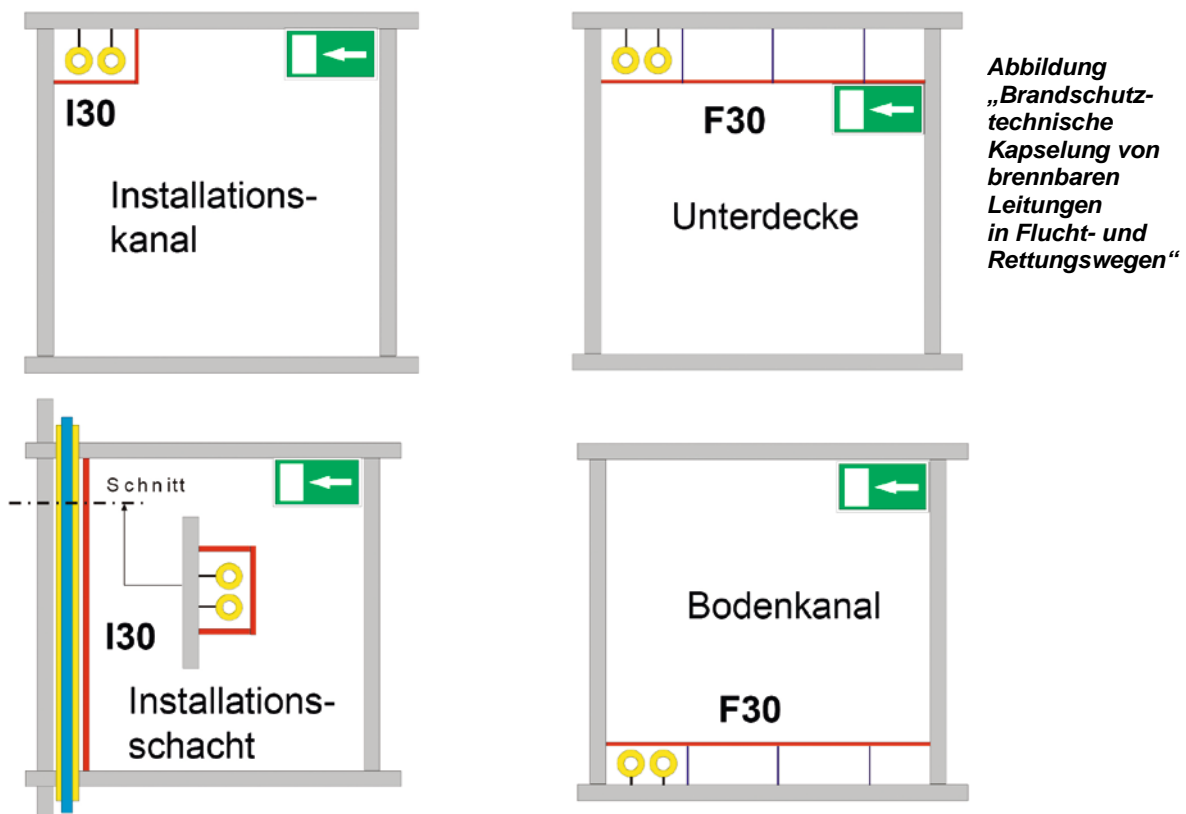 I30
Installations-
kanal
F30
Unterdecke
Abbildung
„Brandschutz-
technische
Kapselung von
brennbaren
Leitungen
in Flucht- und
Rettungswegen“
Schnitt
I30
Installations-
schacht
Bodenkanal
F30